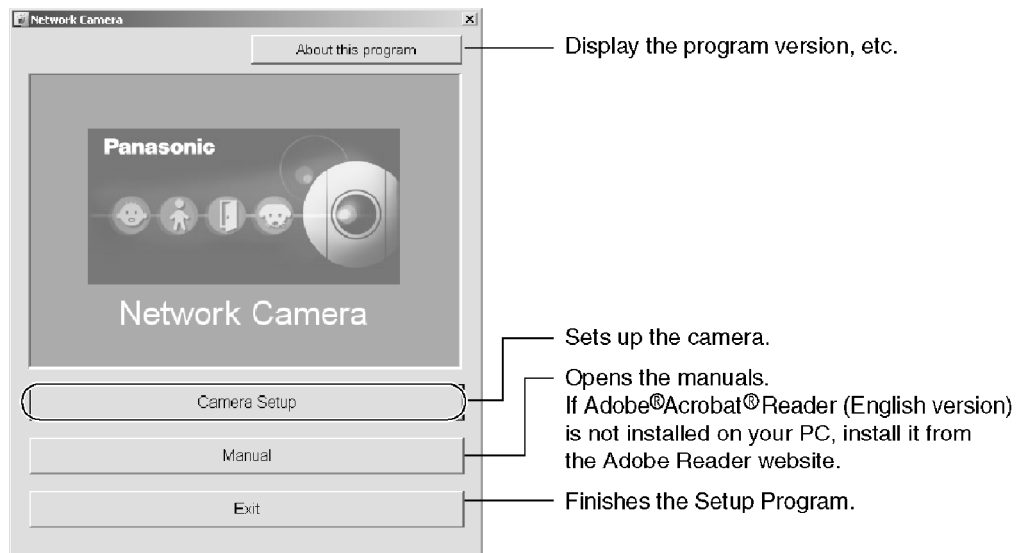 Network Camera
About this program
Display the program version, etc.
Panasonic
Network Camera
Sets up the camera.
Camera Setup
Opens the manuals.
If Adobe®Acrobat®Reader (English version)
is not installed on your PC, install it from
the Adobe Reader website.
Manual
Exit
Finishes the Setup Program.